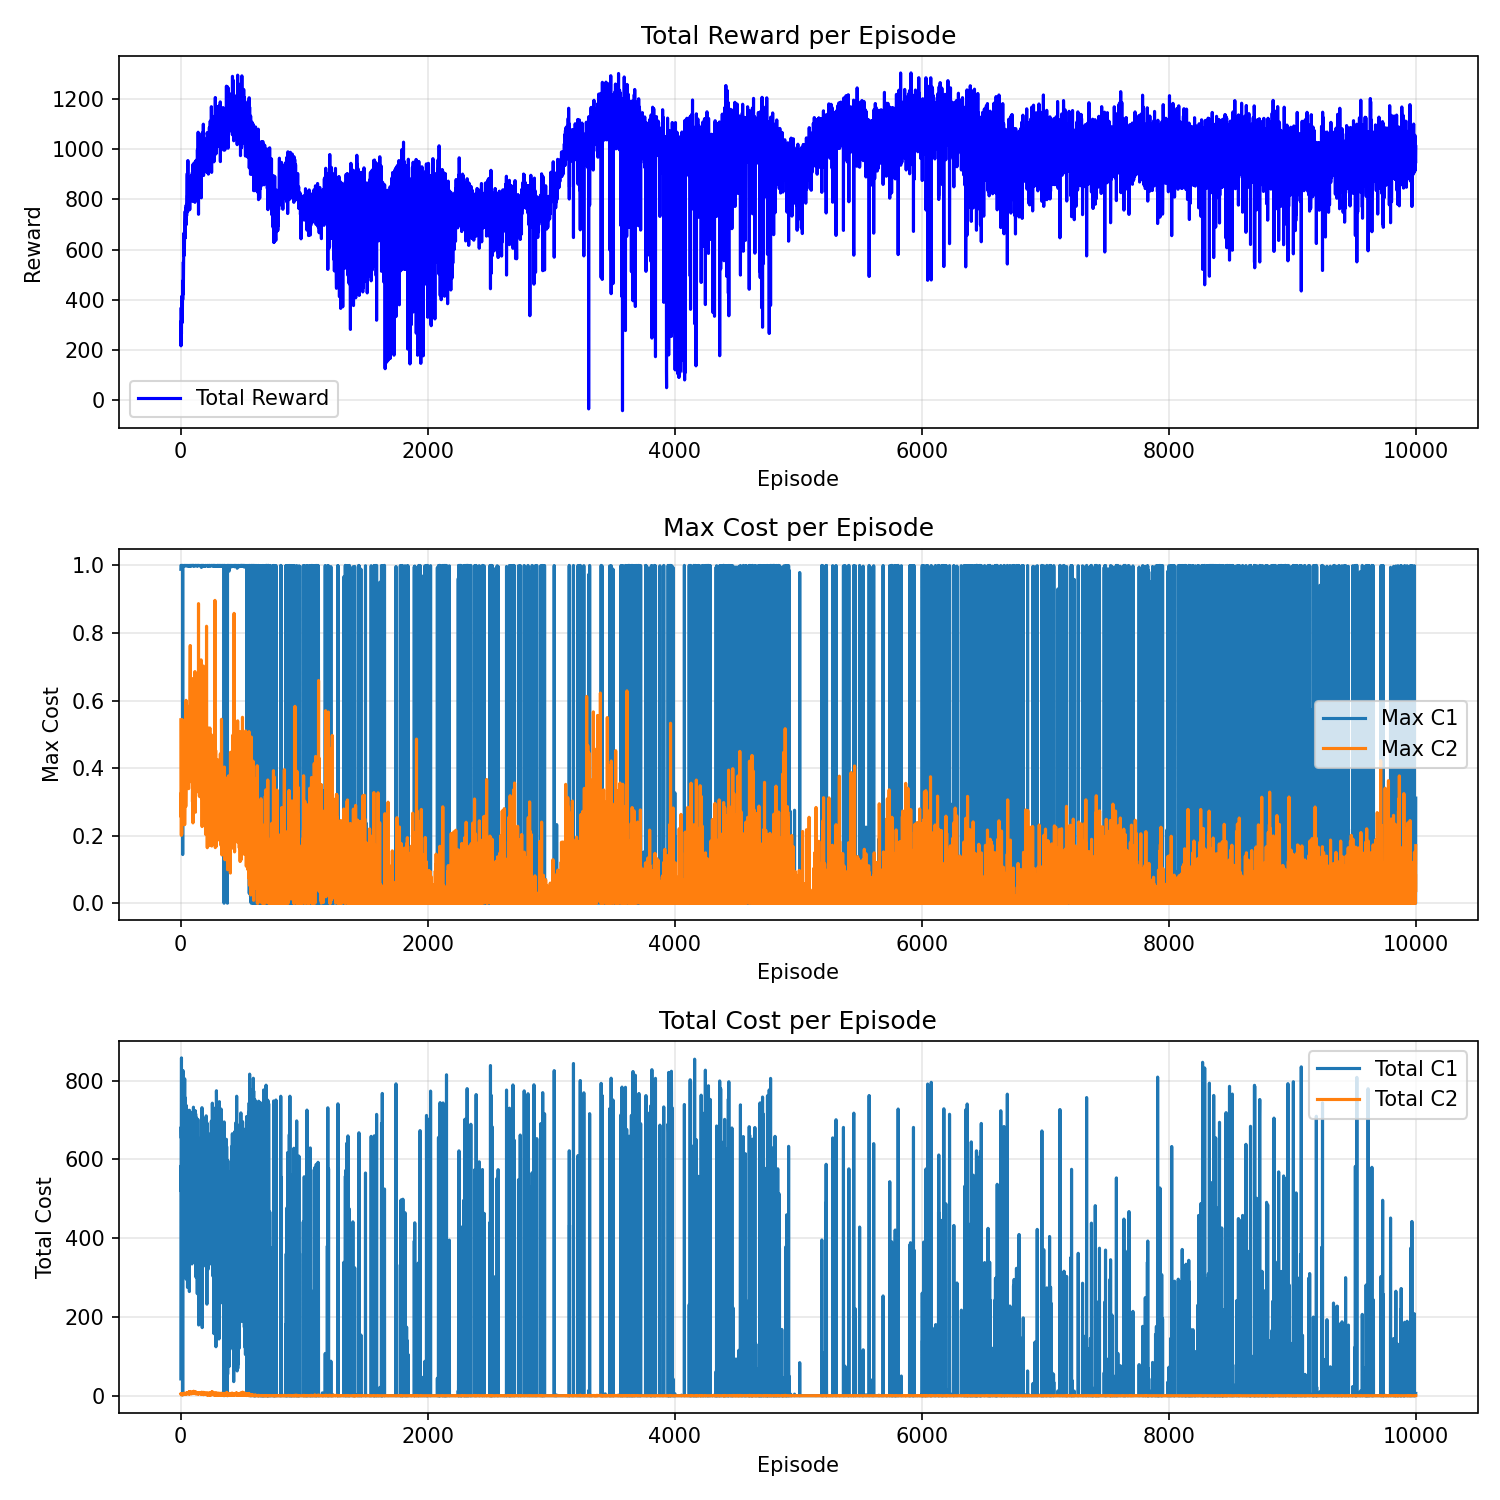 Total Reward per Episode
Reward
1200
1000
800
600
400
200
0
Total Reward
0 2000 4000 6000 8000 10000
Episode
Max Cost per Episode
Max Cost
1.0
0.8
0.6
0.4
0.2
0.0
Max C1
Max C2
0 2000 4000 6000 8000 10000
Episode
Total Cost per Episode
Total Cost
800
600
400
200
0
Total C1
Total C2
0 2000 4000 6000 8000 10000
Episode